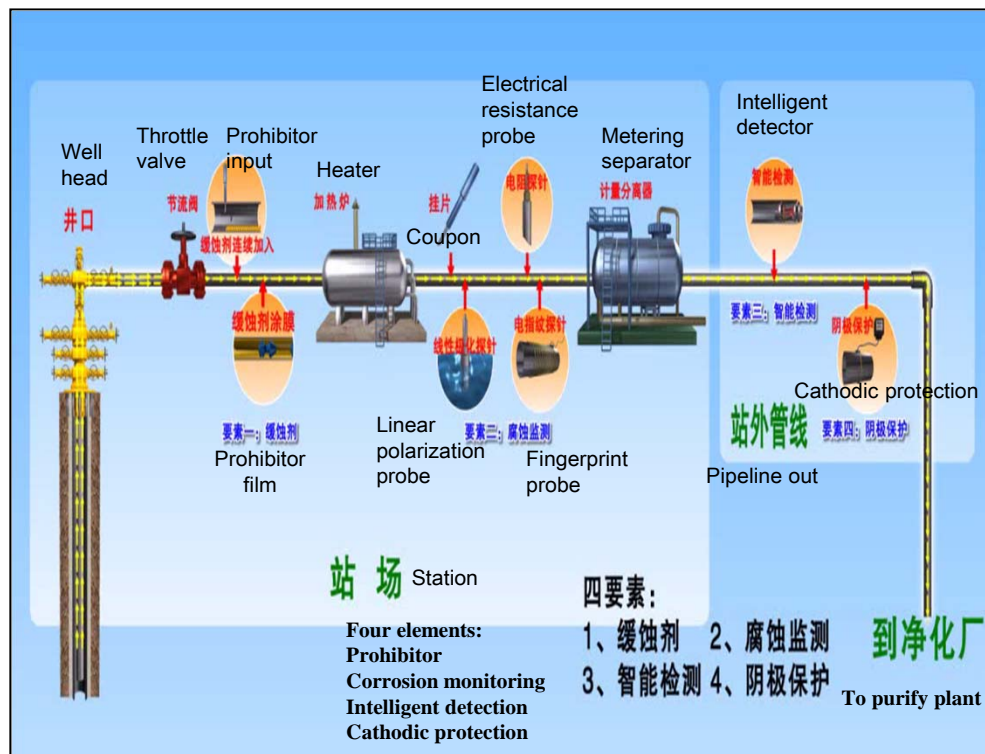 Electrical
resistance
probe
Intelligent
detector
Throttle
valve
Prohibitor
input
Metering
separator
Well
head
Heater
节流阀
加热炉
挂片
电阻探针
计量分离器
智能检测
井口
缓蚀剂连续加入
Coupon
缓蚀剂涂膜
线性极化探针
电指纹探针
要素三：智能检测
阴极保护
Cathodic protection
要素一：缓蚀剂
要素二：腐蚀监测
站外管线
要素四：阴极保护
Prohibitor
film
Linear
polarization
probe
Fingerprint
probe
Pipeline out
站 场
Station
四要素：
1、缓蚀剂 2、腐蚀监测
3、智能检测 4、阴极保护
到净化厂
To purify plant
Four elements:
Prohibitor
Corrosion monitoring
Intelligent detection
Cathodic protection